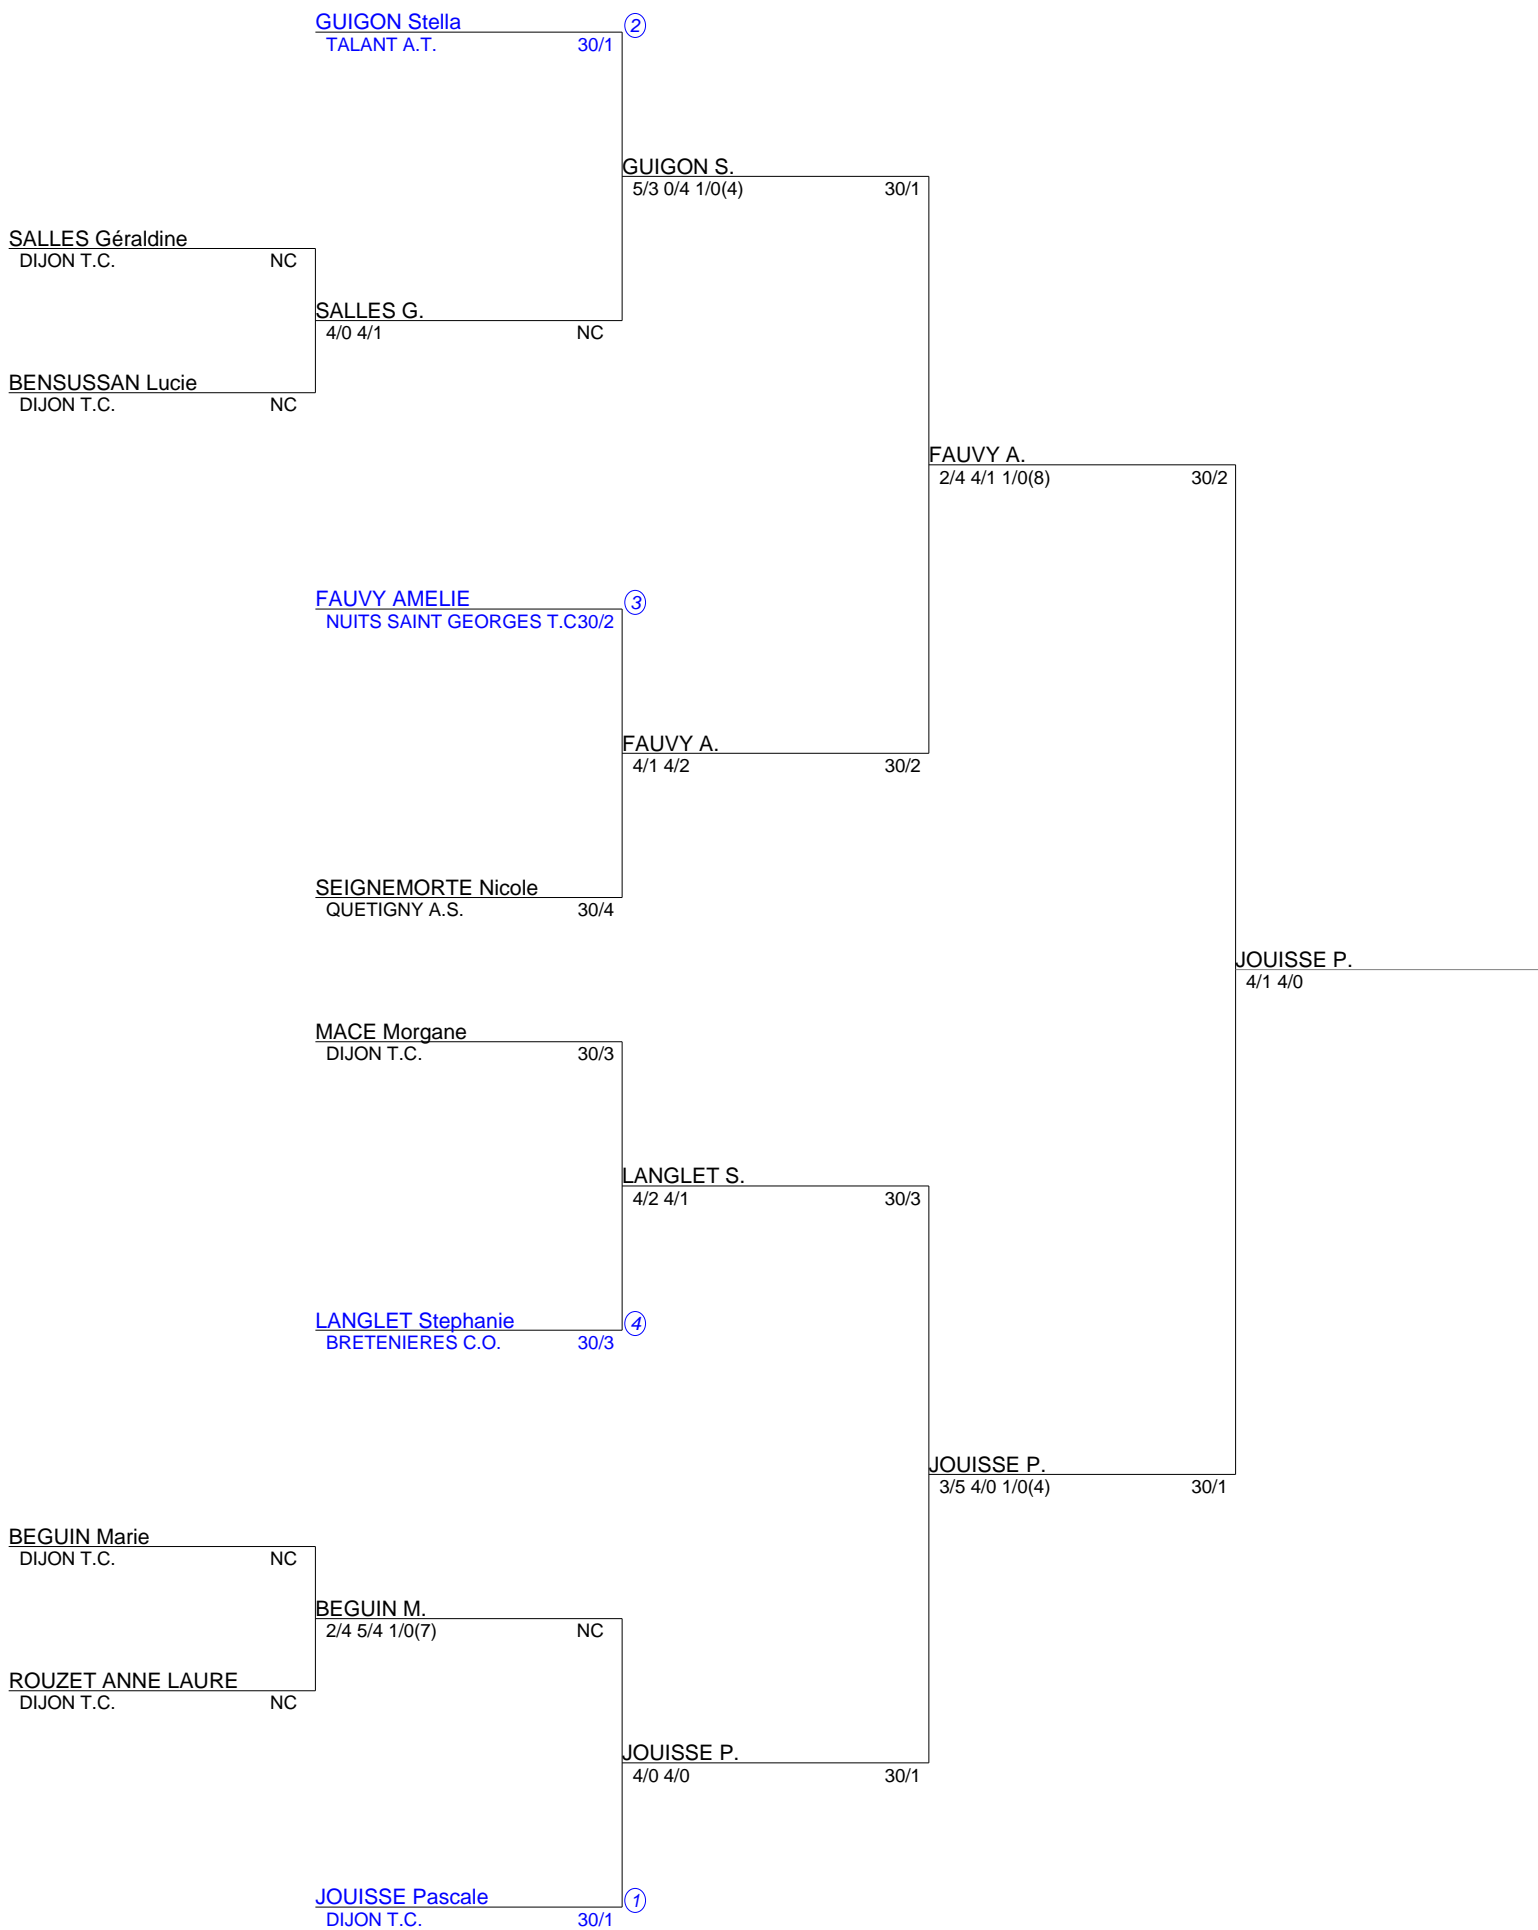 GUIGON Stella
2
TALANT A.T. 30/1
GUIGON S.
5/3 0/4 1/0(4) 30/1
SALLES Géraldine
DIJON T.C. NC
SALLES G.
4/0 4/1 NC
BENSUSSAN Lucie
DIJON T.C. NC
FAUVY A.
2/4 4/1 1/0(8) 30/2
FAUVY AMELIE
3
NUITS SAINT GEORGES T.C30/2
FAUVY A.
4/1 4/2 30/2
SEIGNEMORTE Nicole
QUETIGNY A.S. 30/4
JOUISSE P.
4/1 4/0
MACE Morgane
DIJON T.C. 30/3
LANGLET S.
4/2 4/1 30/3
LANGLET Stephanie
4
BRETENIERES C.O. 30/3
JOUISSE P.
3/5 4/0 1/0(4) 30/1
BEGUIN Marie
DIJON T.C. NC
BEGUIN M.
2/4 5/4 1/0(7) NC
ROUZET ANNE LAURE
DIJON T.C. NC
JOUISSE P.
4/0 4/0 30/1
JOUISSE Pascale
1
DIJON T.C. 30/1